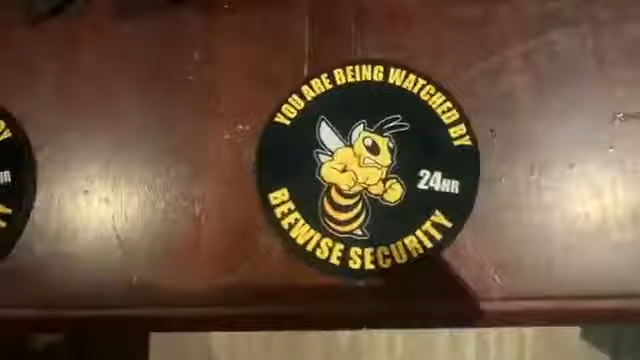 YOU ARE BEING WATCHED BY
24HR
BEEWISE SECURITY